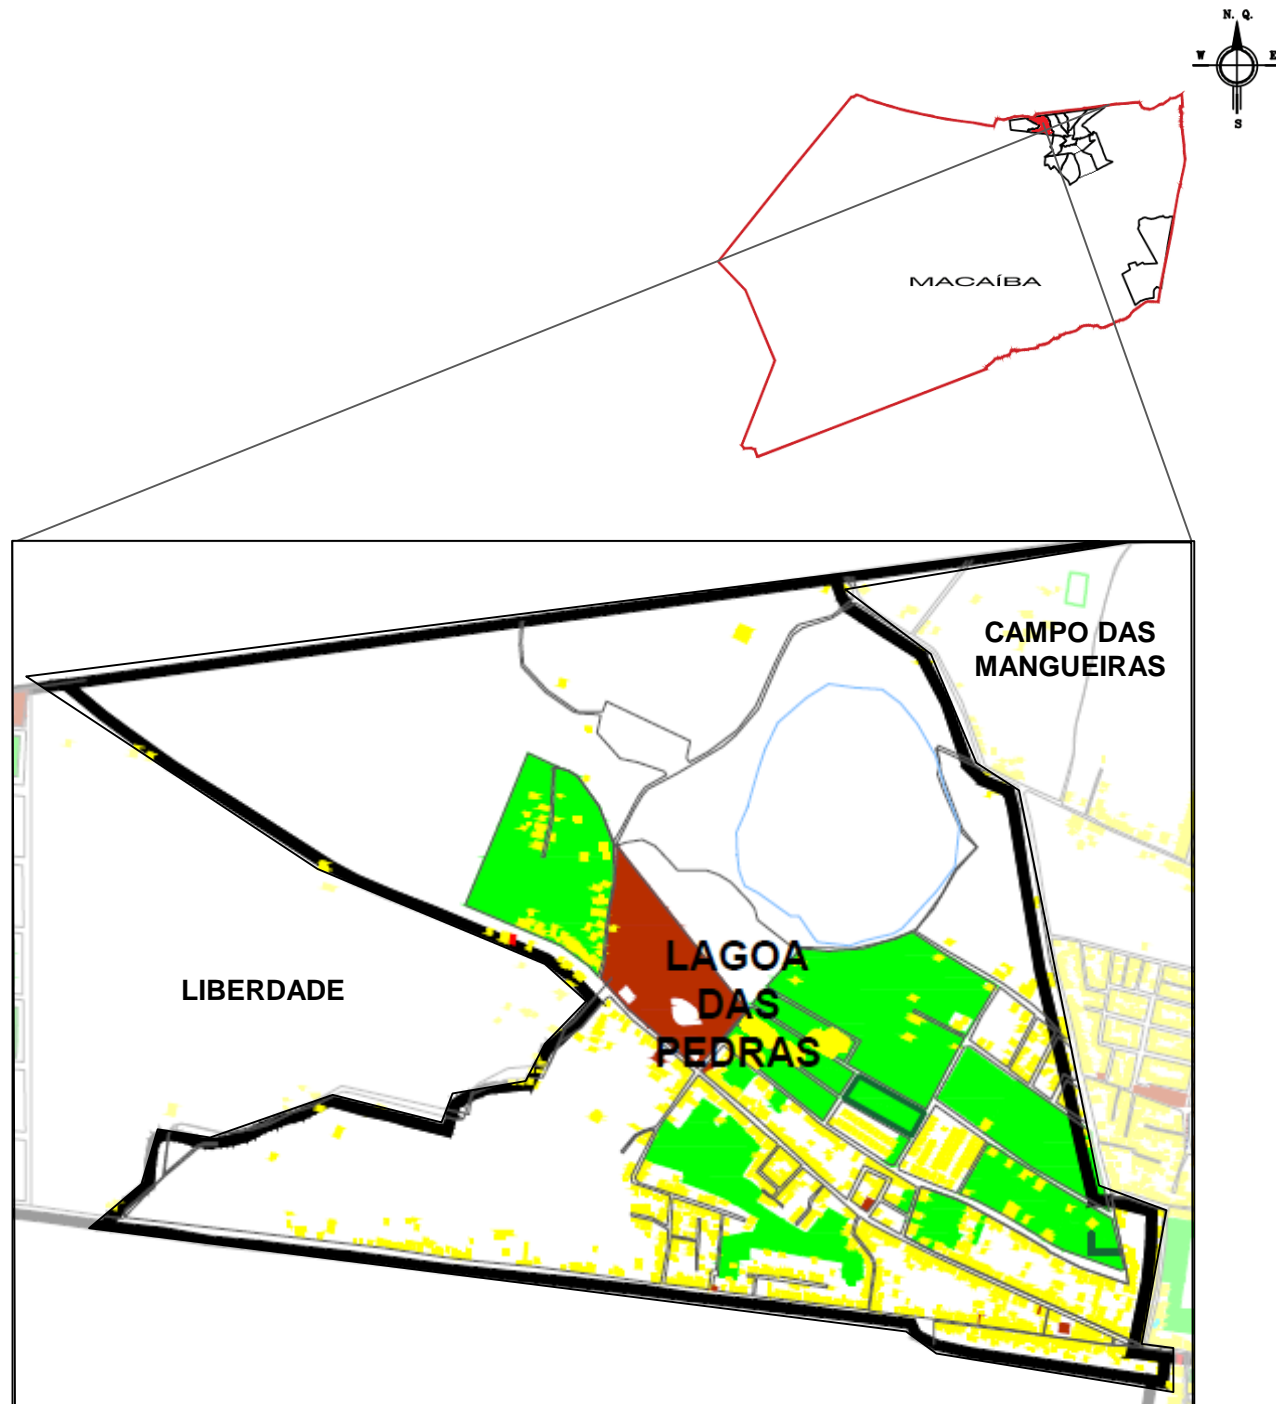 N. Q.
W
E
S
MACAÍBA
CAMPO DAS
MANGUEIRAS
LIBERDADE
LAGOA
DAS
PEDRAS